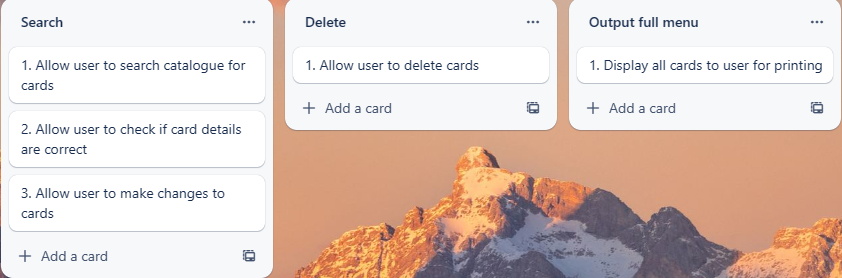 Search
1. Allow user to search catalogue for
cards
2. Allow user to check if card details
are correct
3. Allow user to make changes to
cards
Add a card
Delete
1. Allow user to delete cards
Add a card
Output full menu
1. Display all cards to user for printing
Add a card